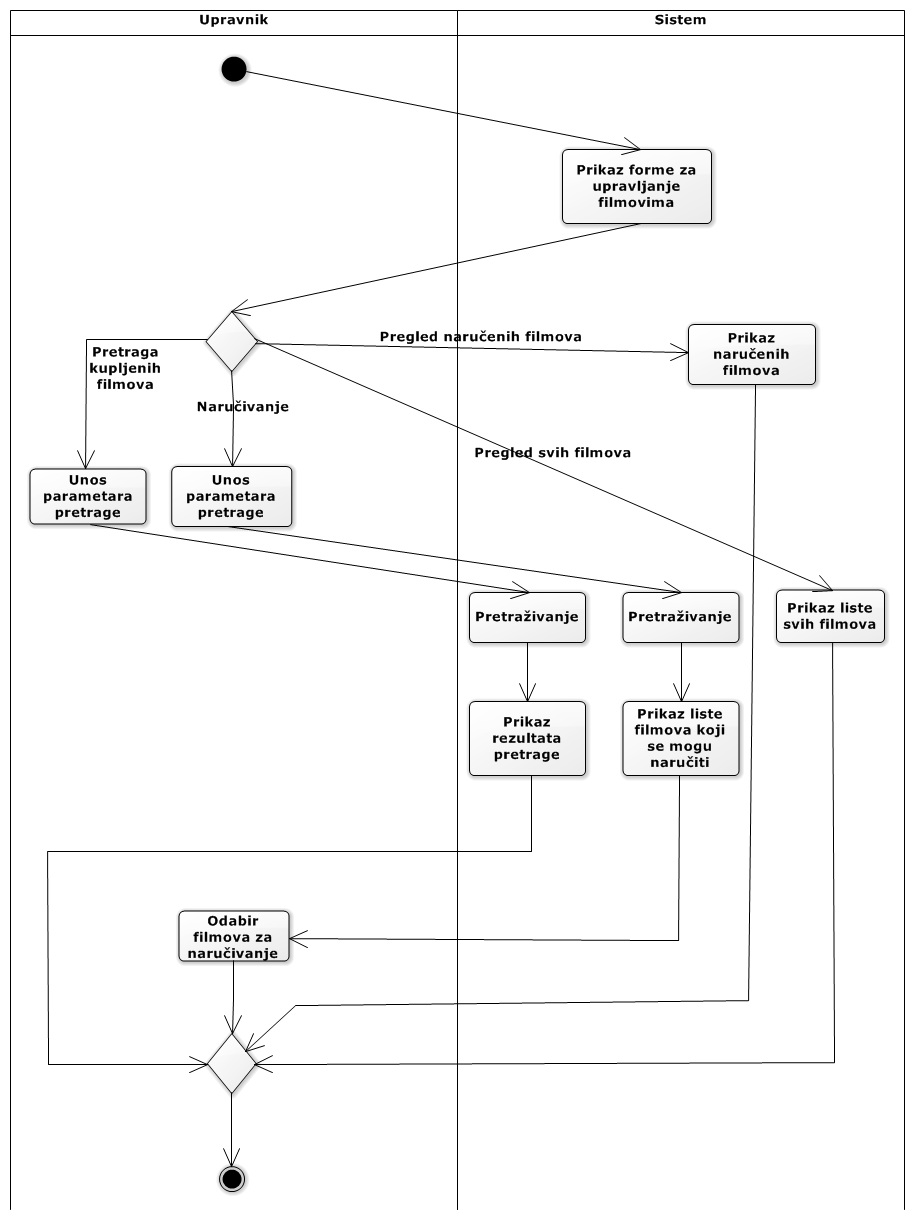 Upravnik
Sistem
Prikaz forme za
upravljanje
filmovima
Pregled naručenih filmova
Prikaz
naručenih
filmova
Pretraga
kupljenih
filmova
Naručivanje
Pregled svih filmova
Unos
parametara
pretrage
Unos
parametara
pretrage
Pretraživanje
Pretraživanje
Prikaz liste
svih filmova
Prikaz
rezultata
pretrage
Prikaz liste
filmova koji
se mogu
naručiti
Odabir
filmova za
naručivanje